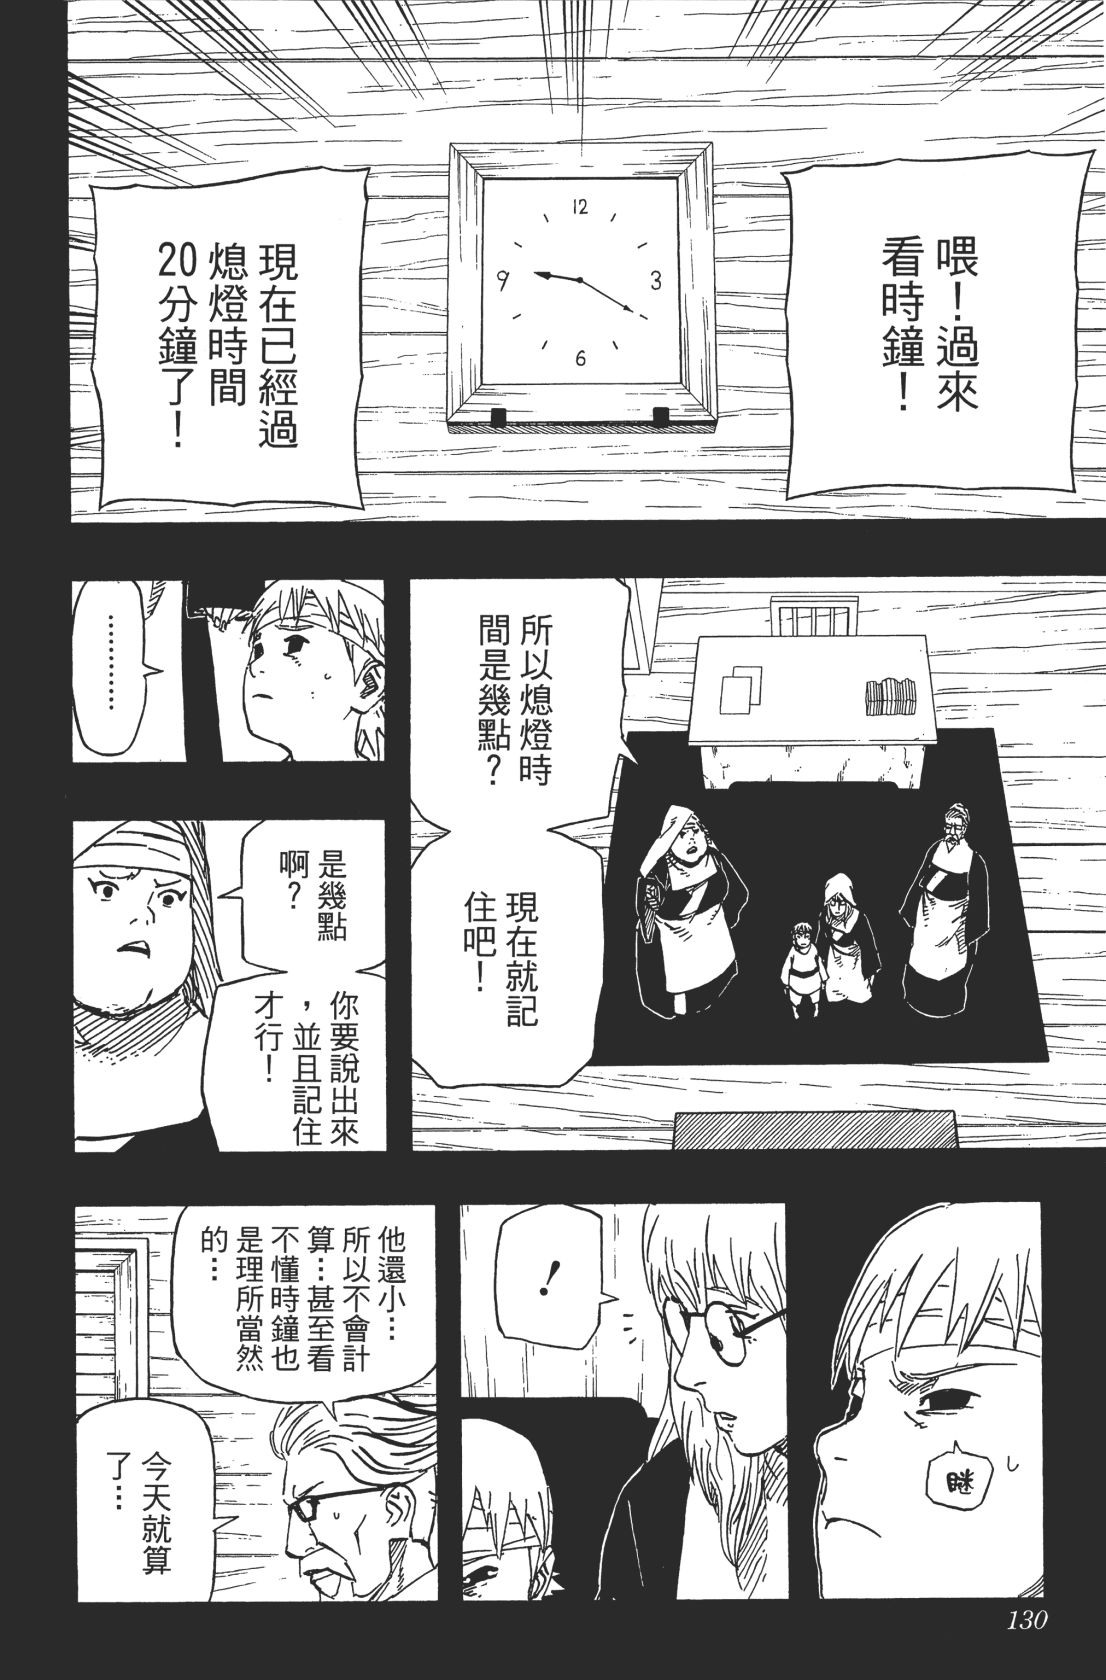 喂！過來
看時鐘！
12
3
6
9
現在已經過
熄燈時間
20分鐘了！
所以熄燈時
間是幾點？
現在就記
住吧！
………
是幾點
啊？
你要說出來
，並且記住
才行！
瞇
！
他還小…
所以不會計
算…甚至看
不懂時鐘也
是理所當然
的…
今天就算
了…
130